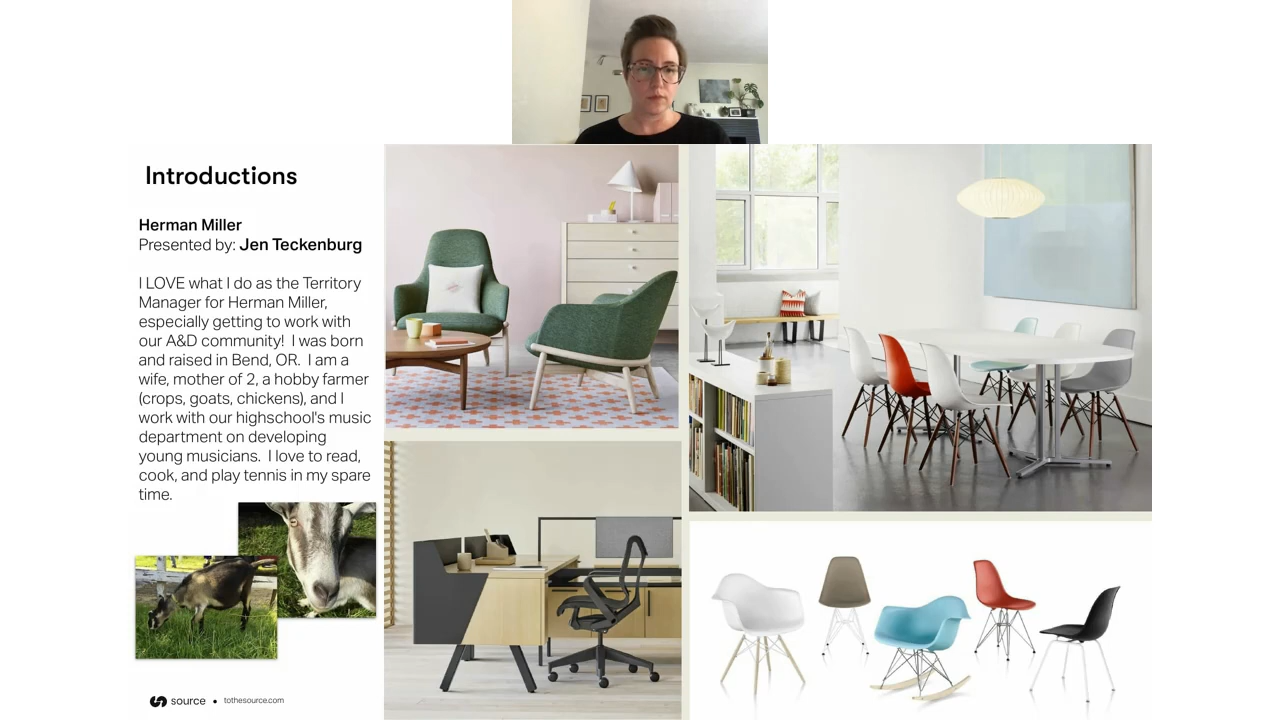 Introductions
Herman Miller
Presented by: Jen Teckenburg
I LOVE what I do as the Territory
Manager for Herman Miller,
especially getting to work with
our A&D community!  I was born
and raised in Bend, OR.  I am a
wife, mother of 2, a hobby farmer
(crops, goats, chickens), and I
work with our highschool's music
department on developing
young musicians.  I love to read,
cook, and play tennis in my spare
time.
source • tothesource.com